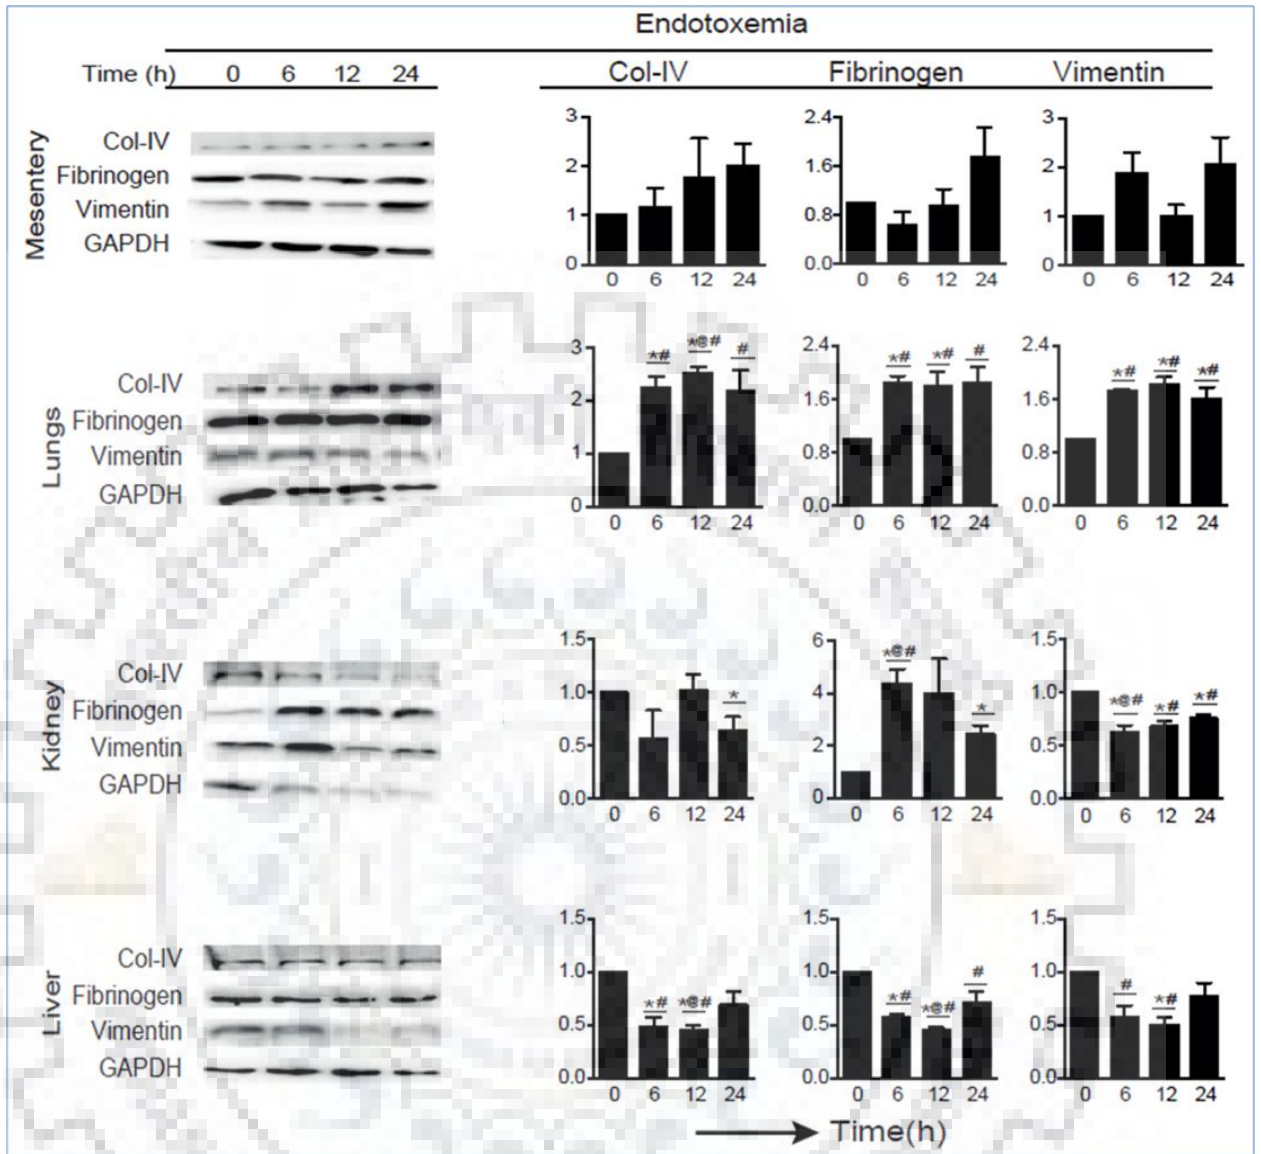 Endotoxemia
Time (h) 0 6 12 24
Col-IV Fibrinogen Vimentin
Mesentery
Col-IV
Fibrinogen
Vimentin
GAPDH
3
2
1
0
0 6 12 24
2.4
1.6
0.8
0.0
0 6 12 24
3
2
1
0
0 6 12 24
Lungs
Col-IV
Fibrinogen
Vimentin
GAPDH
3
2
1
0
*# *@# #
0 6 12 24
2.4
1.6
0.8
0.0
*# *# #
0 6 12 24
2.4
1.6
0.8
0.0
*# *# *#
0 6 12 24
Kidney
Col-IV
Fibrinogen
Vimentin
GAPDH
1.5
1.0
0.5
0.0
*
0 6 12 24
6
4
2
0
*@# *
0 6 12 24
1.5
1.0
0.5
0.0
*@# *# *#
0 6 12 24
Liver
Col-IV
Fibrinogen
Vimentin
GAPDH
1.5
1.0
0.5
0.0
*# *@#
0 6 12 24
1.5
1.0
0.5
0.0
*# *@# #
0 6 12 24
1.5
1.0
0.5
0.0
# *#
0 6 12 24
Time(h)